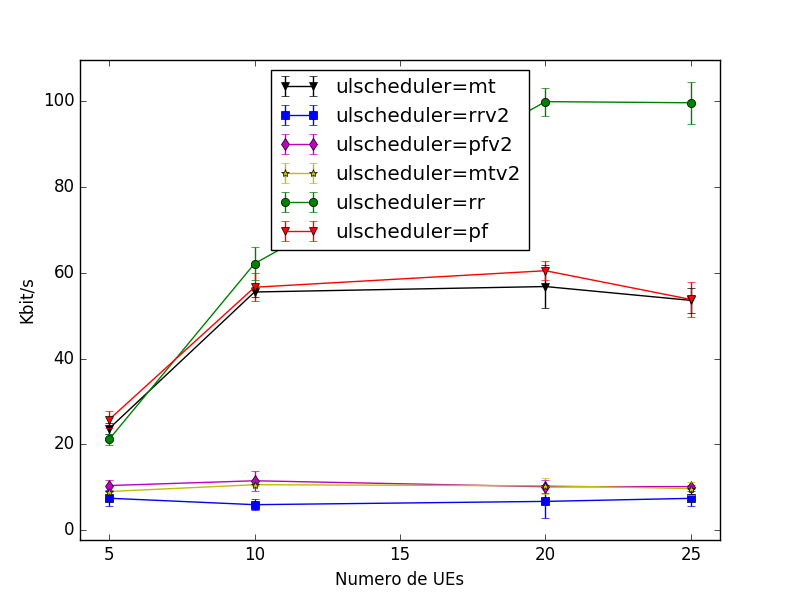 100
80
60
40
20
0
Kbit/s
ulscheduler=mt
ulscheduler=rrv2
ulscheduler=pfv2
ulscheduler=mtv2
ulscheduler=rr
ulscheduler=pf
5 10 15 20 25
Numero de UEs